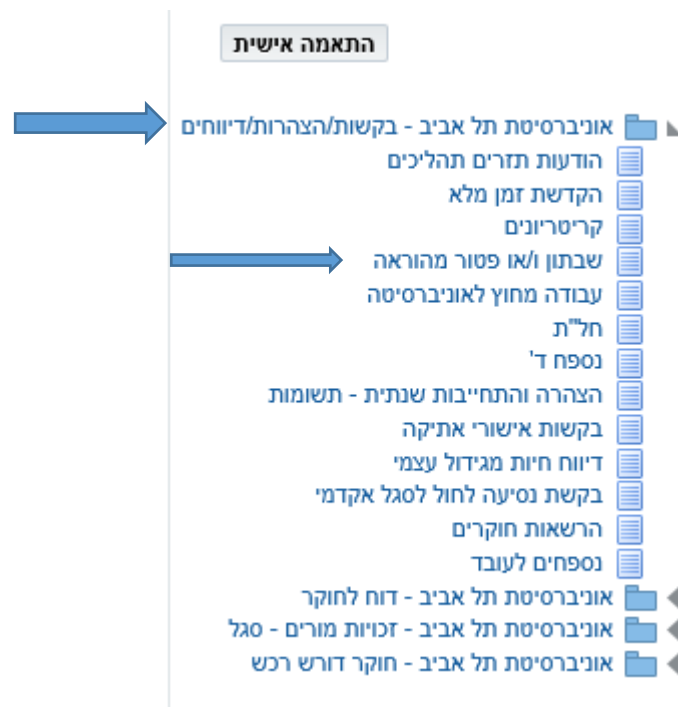 התאמה אישית
אוניברסיטת תל אביב - בקשות/הצהרות/דיווחים
הודעות תזרים תהליכים
הקדשת זמן מלא
קריטריונים
שבתון ו/או פטור מהוראה
עבודה מחוץ לאוניברסיטה
חל"ת
נספח ד'
הצהרה והתחייבות שנתית - תשומות
בקשות אישורי אתיקה
דיווח חיות מגידול עצמי
בקשת נסיעה לחול לסגל אקדמי
הרשאות חוקרים
נספחים לעובד
אוניברסיטת תל אביב - דוח לחוקר
אוניברסיטת תל אביב - זכויות מורים - סגל
אוניברסיטת תל אביב - חוקר דורש רכש